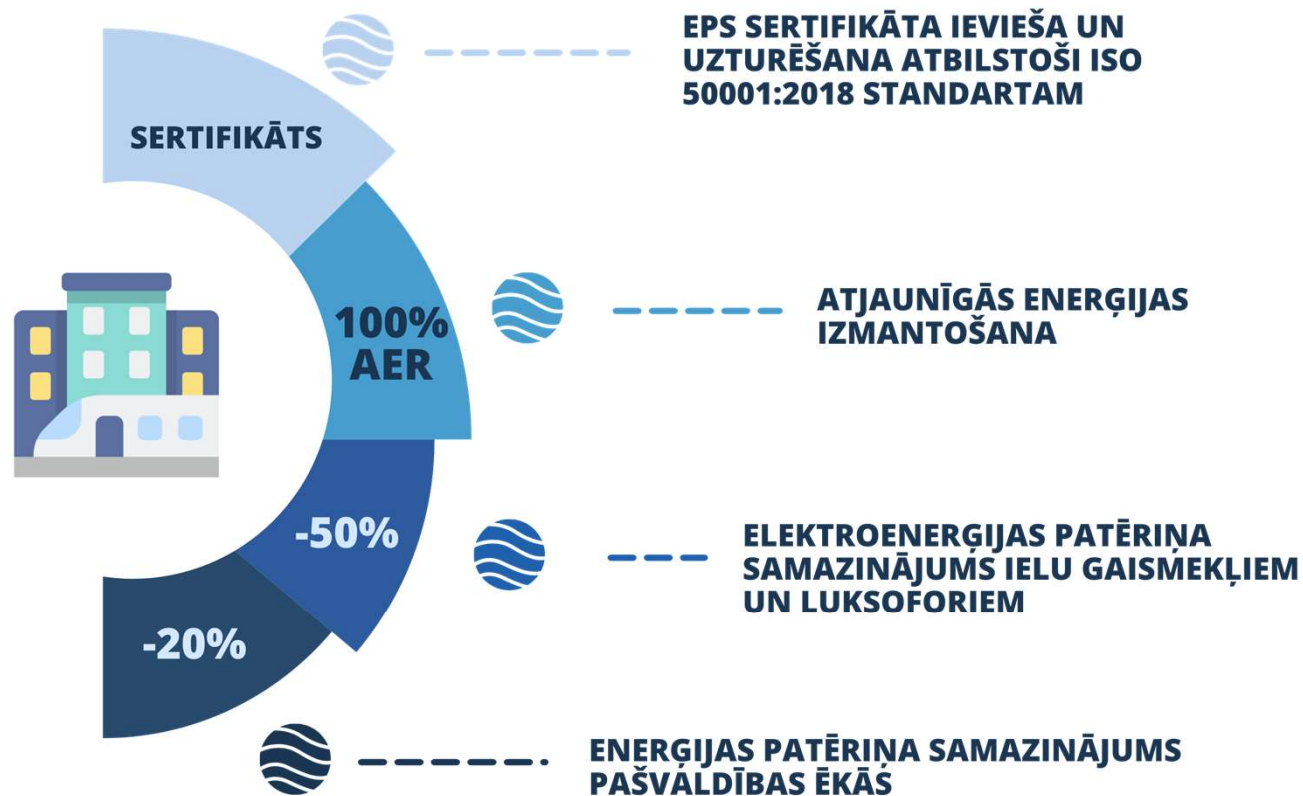 EPS SERTIFIKĀTA IEVIEŠA UN
UZTURĒŠANA ATBILSTOŠI ISO
50001:2018 STANDARTAM
SERTIFIKĀTS
100%
AER
ATJAUNĪGĀS ENERĢIJAS
IZMANTOŠANA
-50%
ELEKTROENERĢIJAS PATĒRIŅA
SAMAZINĀJUMS IELU GAISMEKĻIEM
UN LUKSOFORIEM
-20%
ENERĢIJAS PATĒRIŅA SAMAZINĀJUMS
PAŠVALDĪBAS ĒKĀS